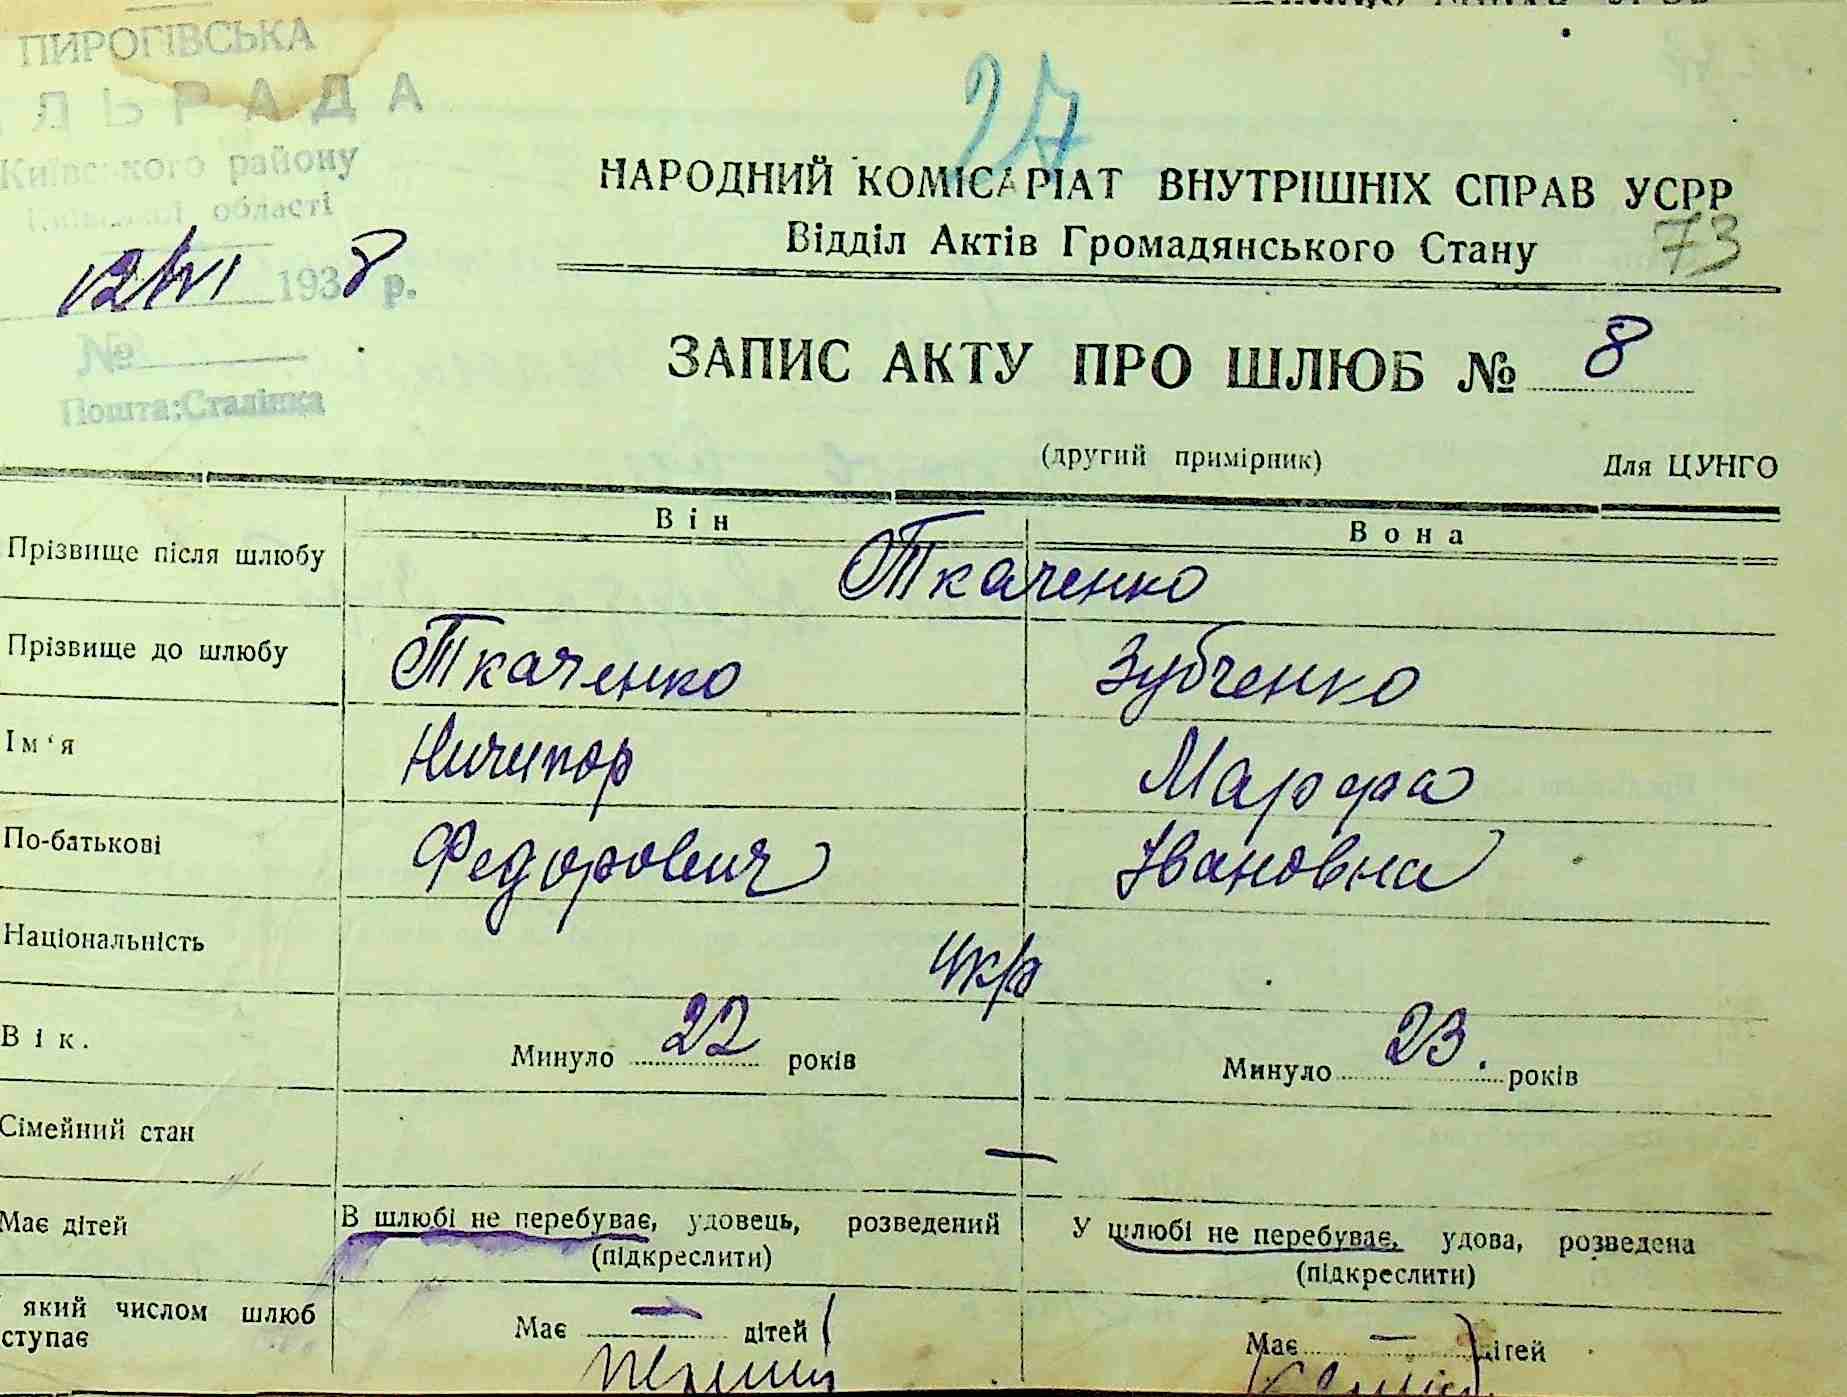 ПИРОГІВСЬКА
ЛЬРАДА
Київського району
Київської області
12/VI 1938 р.
№
Пошта: Сталінка
27
НАРОДНИЙ КОМІСАРІАТ ВНУТРІШНІХ СПРАВ УСРР
Відділ Актів Громадянського Стану
73
ЗАПИС АКТУ ПРО ШЛЮБ № 8
(другий примірник) Для ЦУНГО
Він Вона
Прізвище після шлюбу Ткаченко
Прізвище до шлюбу Ткаченко Зубченко
Ім‘я Ничипор Марфа
По-батькові Федорович Івановна
Національність Укр
Вік. Минуло 22 років Минуло 23. років
Сімейний стан —
Має дітей В шлюбі не перебуває, удовець, розведений У шлюбі не перебуває, удова, розведена
(підкреслити) (підкреслити)
який числом шлюб Має — дітей Має — дітей
ступає